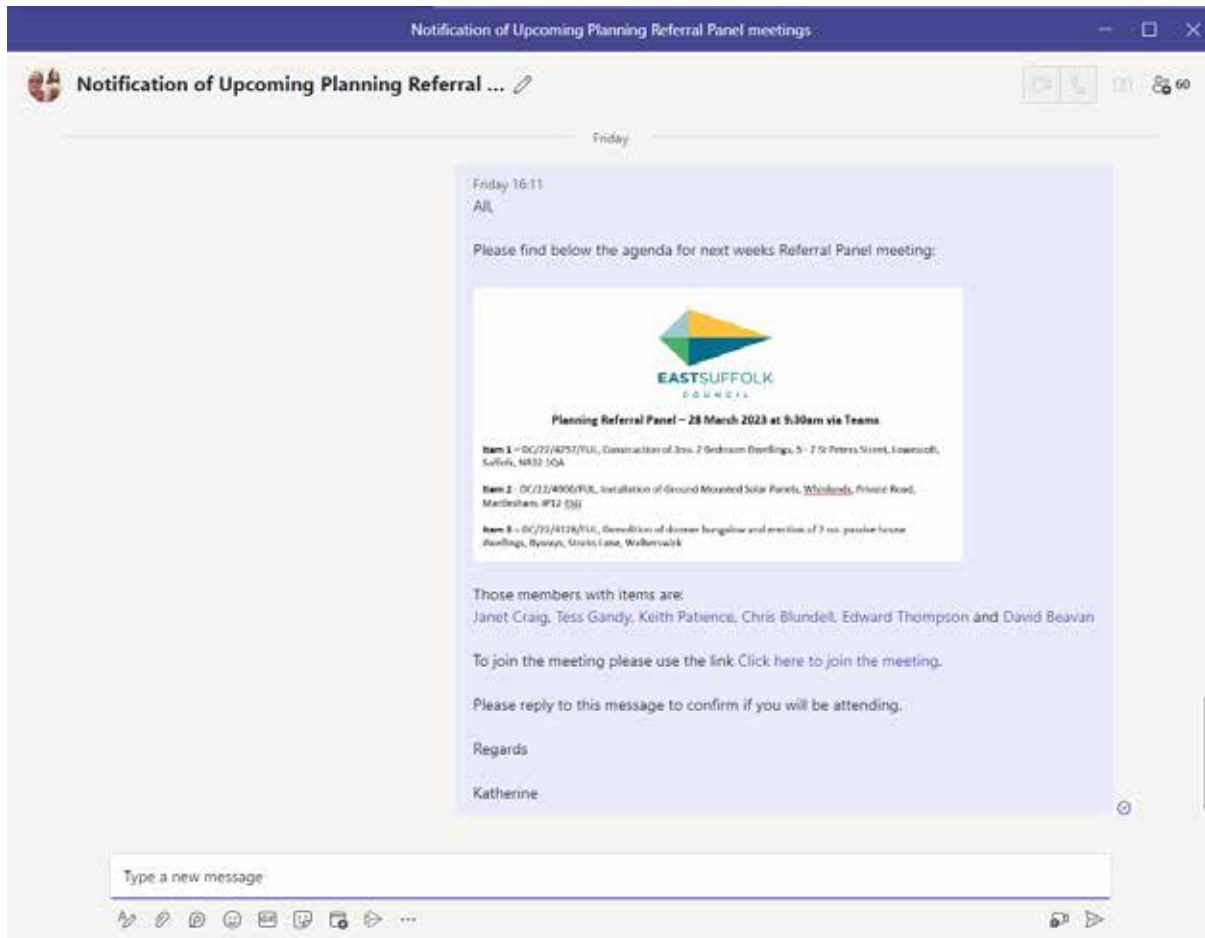 Notification of Upcoming Planning Referral Panel meetings
Notification of Upcoming Planning Referral ...
60
Friday
Friday 16:11
All,
Please find below the agenda for next weeks Referral Panel meeting:
EASTSUFFOLK
COUNCIL
Planning Referral Panel – 28 March 2023 at 9:30am via Teams
Item 1 – DC/22/4257/FUL, Construction of 3no. 2 Bedroom Dwellings, 5 - 7 St Peters Street, Lowestoft,
Suffolk, NR32 1QA
Item 2 - DC/22/4006/FUL, Installation of Ground Mounted Solar Panels, Whinlands, Private Road,
Martlesham, IP12
Item 3 – DC/22/4128/FUL, Demolition of dormer bungalow and erection of 2 no. passive house
dwellings, Byways, Stocks Lane, Walberswick
Those members with items are:
Janet Craig, Tess Gandy, Keith Patience, Chris Blundell, Edward Thompson and David Beavan
To join the meeting please use the link Click here to join the meeting.
Please reply to this message to confirm if you will be attending.
Regards
Katherine
Type a new message